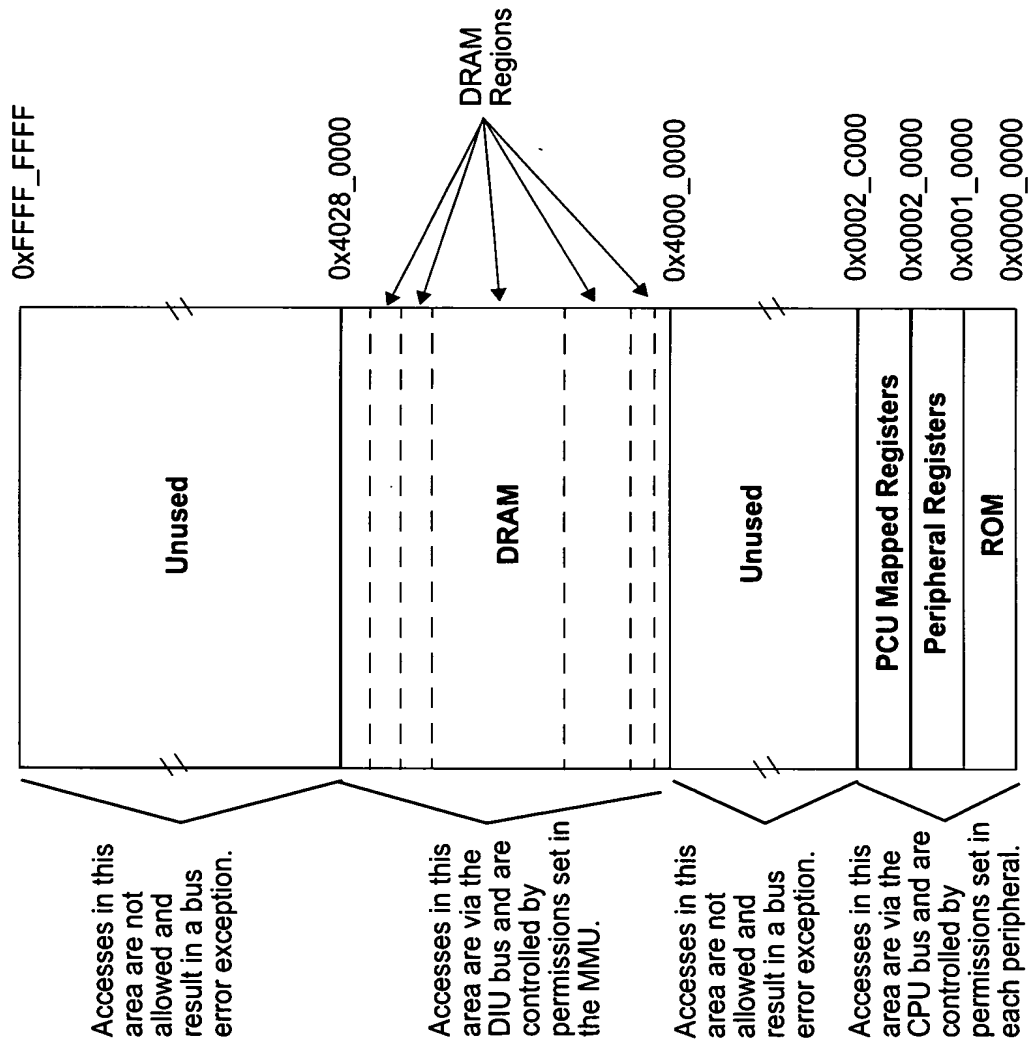 0xFFFF_FFFF
Accesses in this
area are not
allowed and
result in a bus
error exception.
Unused
0x4028_0000
Accesses in this
area are via the
DIU bus and are
controlled by
permissions set in
the MMU.
DRAM
DRAM
Regions
0x4000_0000
Accesses in this
area are not
allowed and
result in a bus
error exception.
Unused
0x0002_C000
Accesses in this
area are via the
CPU bus and are
controlled by
permissions set in
each peripheral.
PCU Mapped Registers
0x0002_0000
Peripheral Registers
0x0001_0000
ROM
0x0000_0000